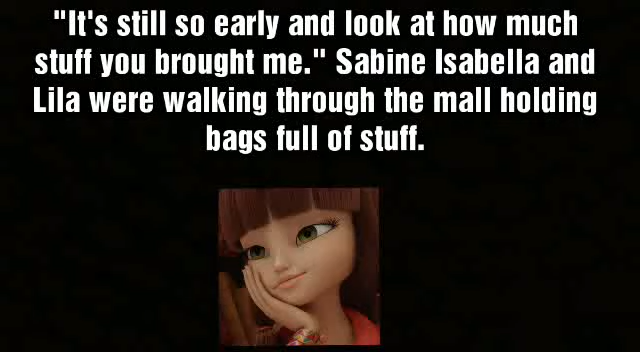 "It's still so early and look at how much
stuff you brought me." Sabine Isabella and
Lila were walking through the mall holding
bags full of stuff.